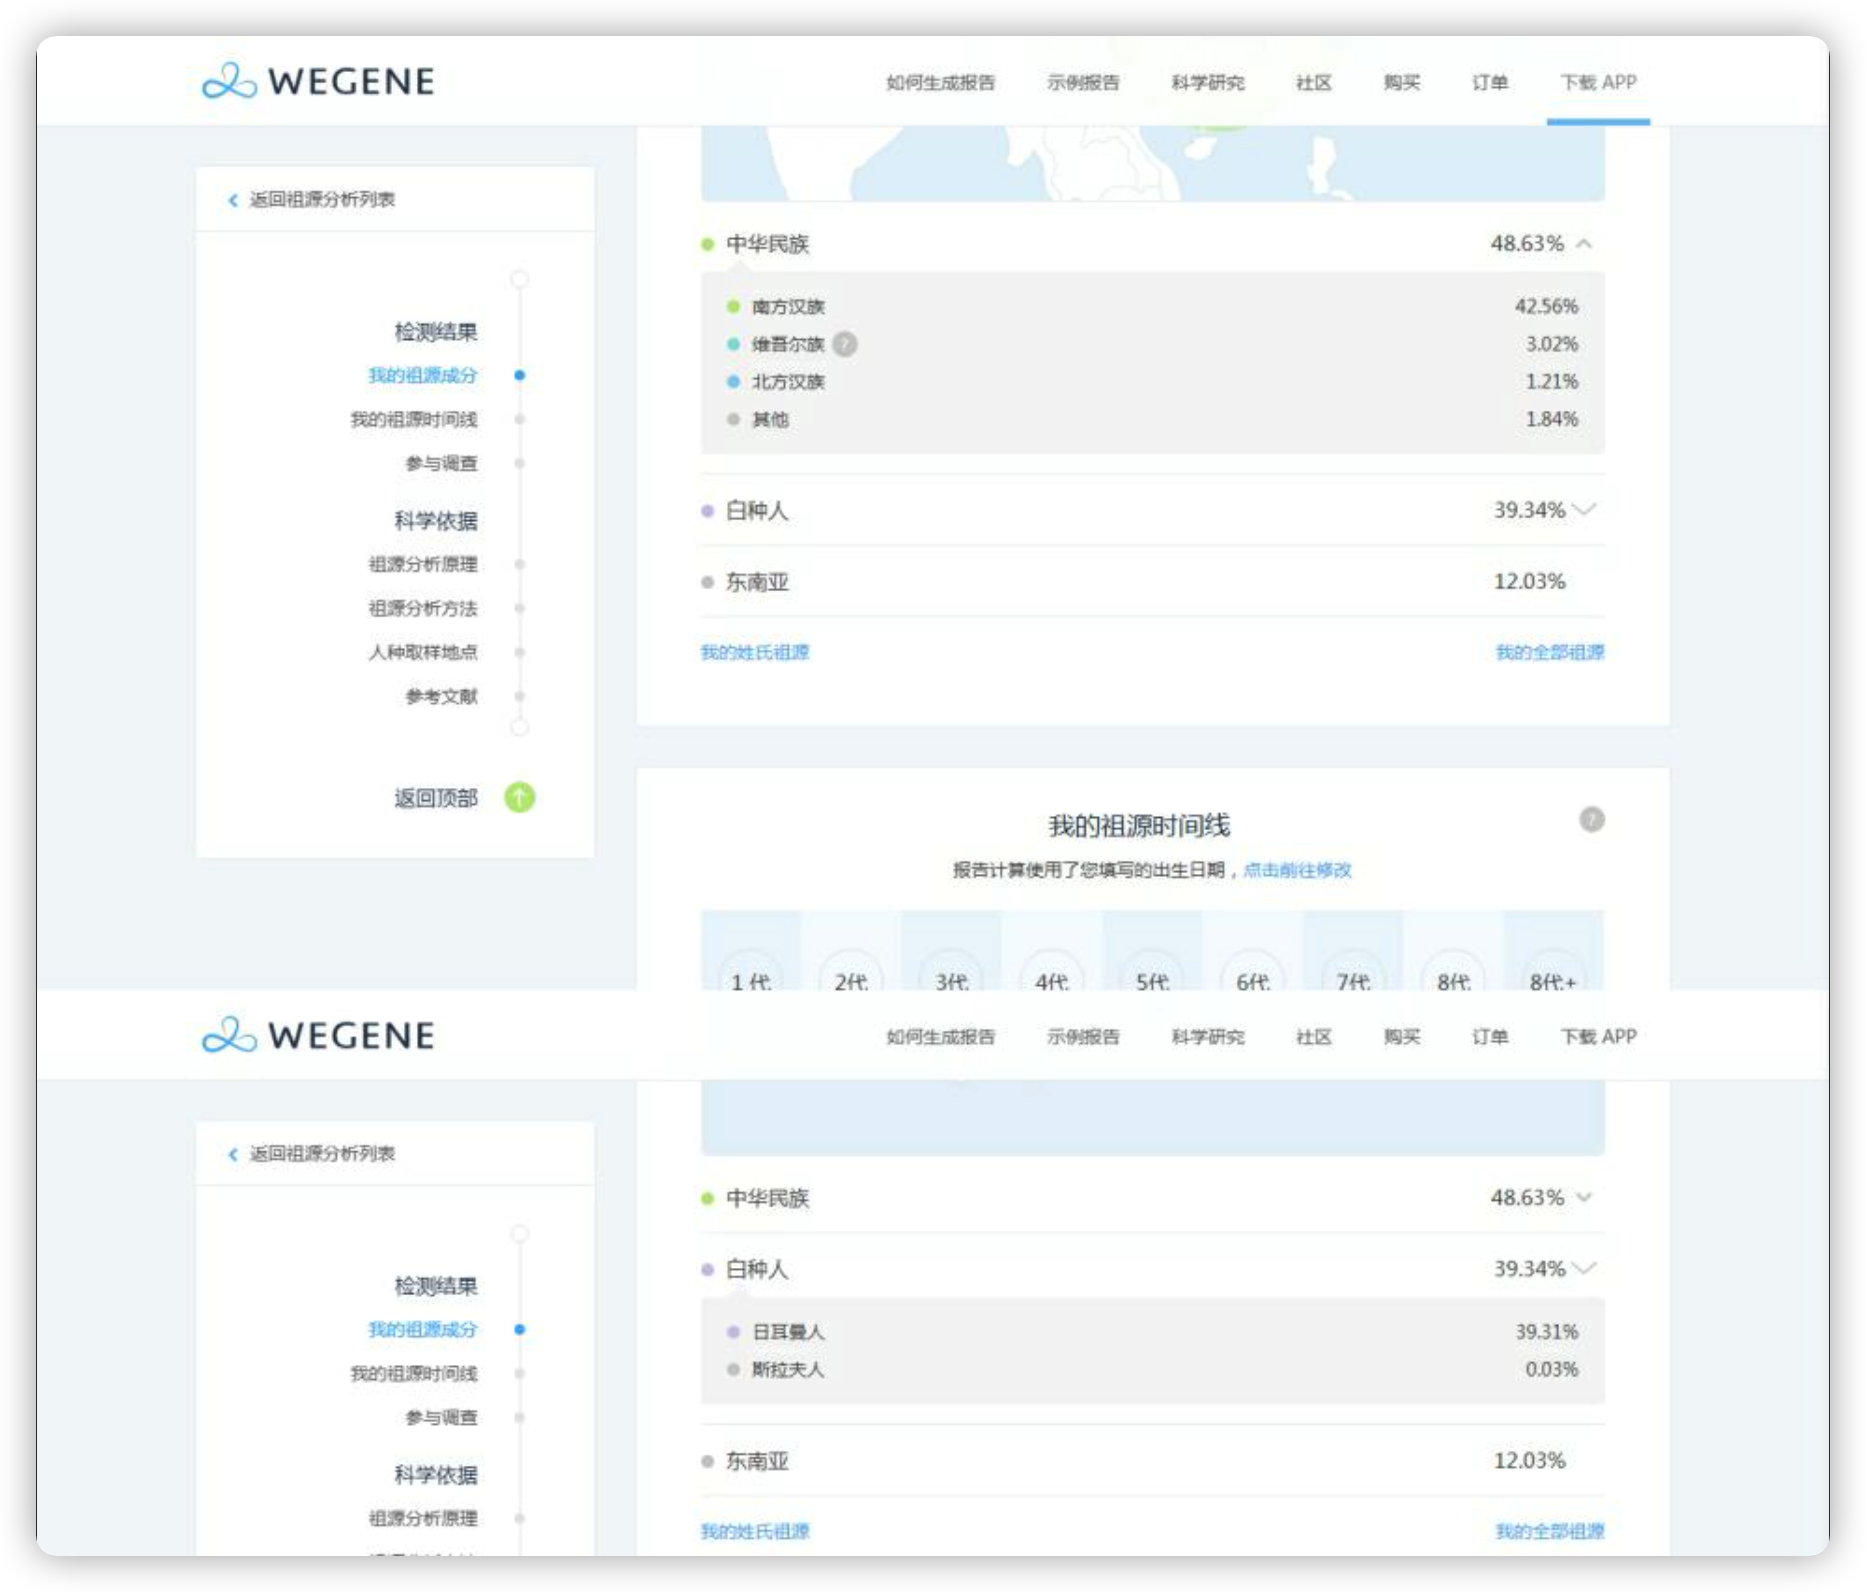 WEGENE
如何生成报告 示例报告 科学研究 社区 购买 订单 下载 APP
返回祖源分析列表
检测结果
我的祖源成分
我的祖源时间线
参与调查
科学依据
祖源分析原理
祖源分析方法
人种取样地点
参考文献
返回顶部
中华民族 48.63%
南方汉族 42.56%
维吾尔族 ? 3.02%
北方汉族 1.21%
其他 1.84%
白种人 39.34%
东南亚 12.03%
我的姓氏祖源 我的全部祖源
我的祖源时间线 ?
报告计算使用了您填写的出生日期，点击前往修改
1代 2代 3代 4代 5代 6代 7代 8代 8代+
WEGENE
如何生成报告 示例报告 科学研究 社区 购买 订单 下载 APP
返回祖源分析列表
检测结果
我的祖源成分
我的祖源时间线
参与调查
科学依据
祖源分析原理
中华民族 48.63%
白种人 39.34%
日耳曼人 39.31%
斯拉夫人 0.03%
东南亚 12.03%
我的姓氏祖源 我的全部祖源